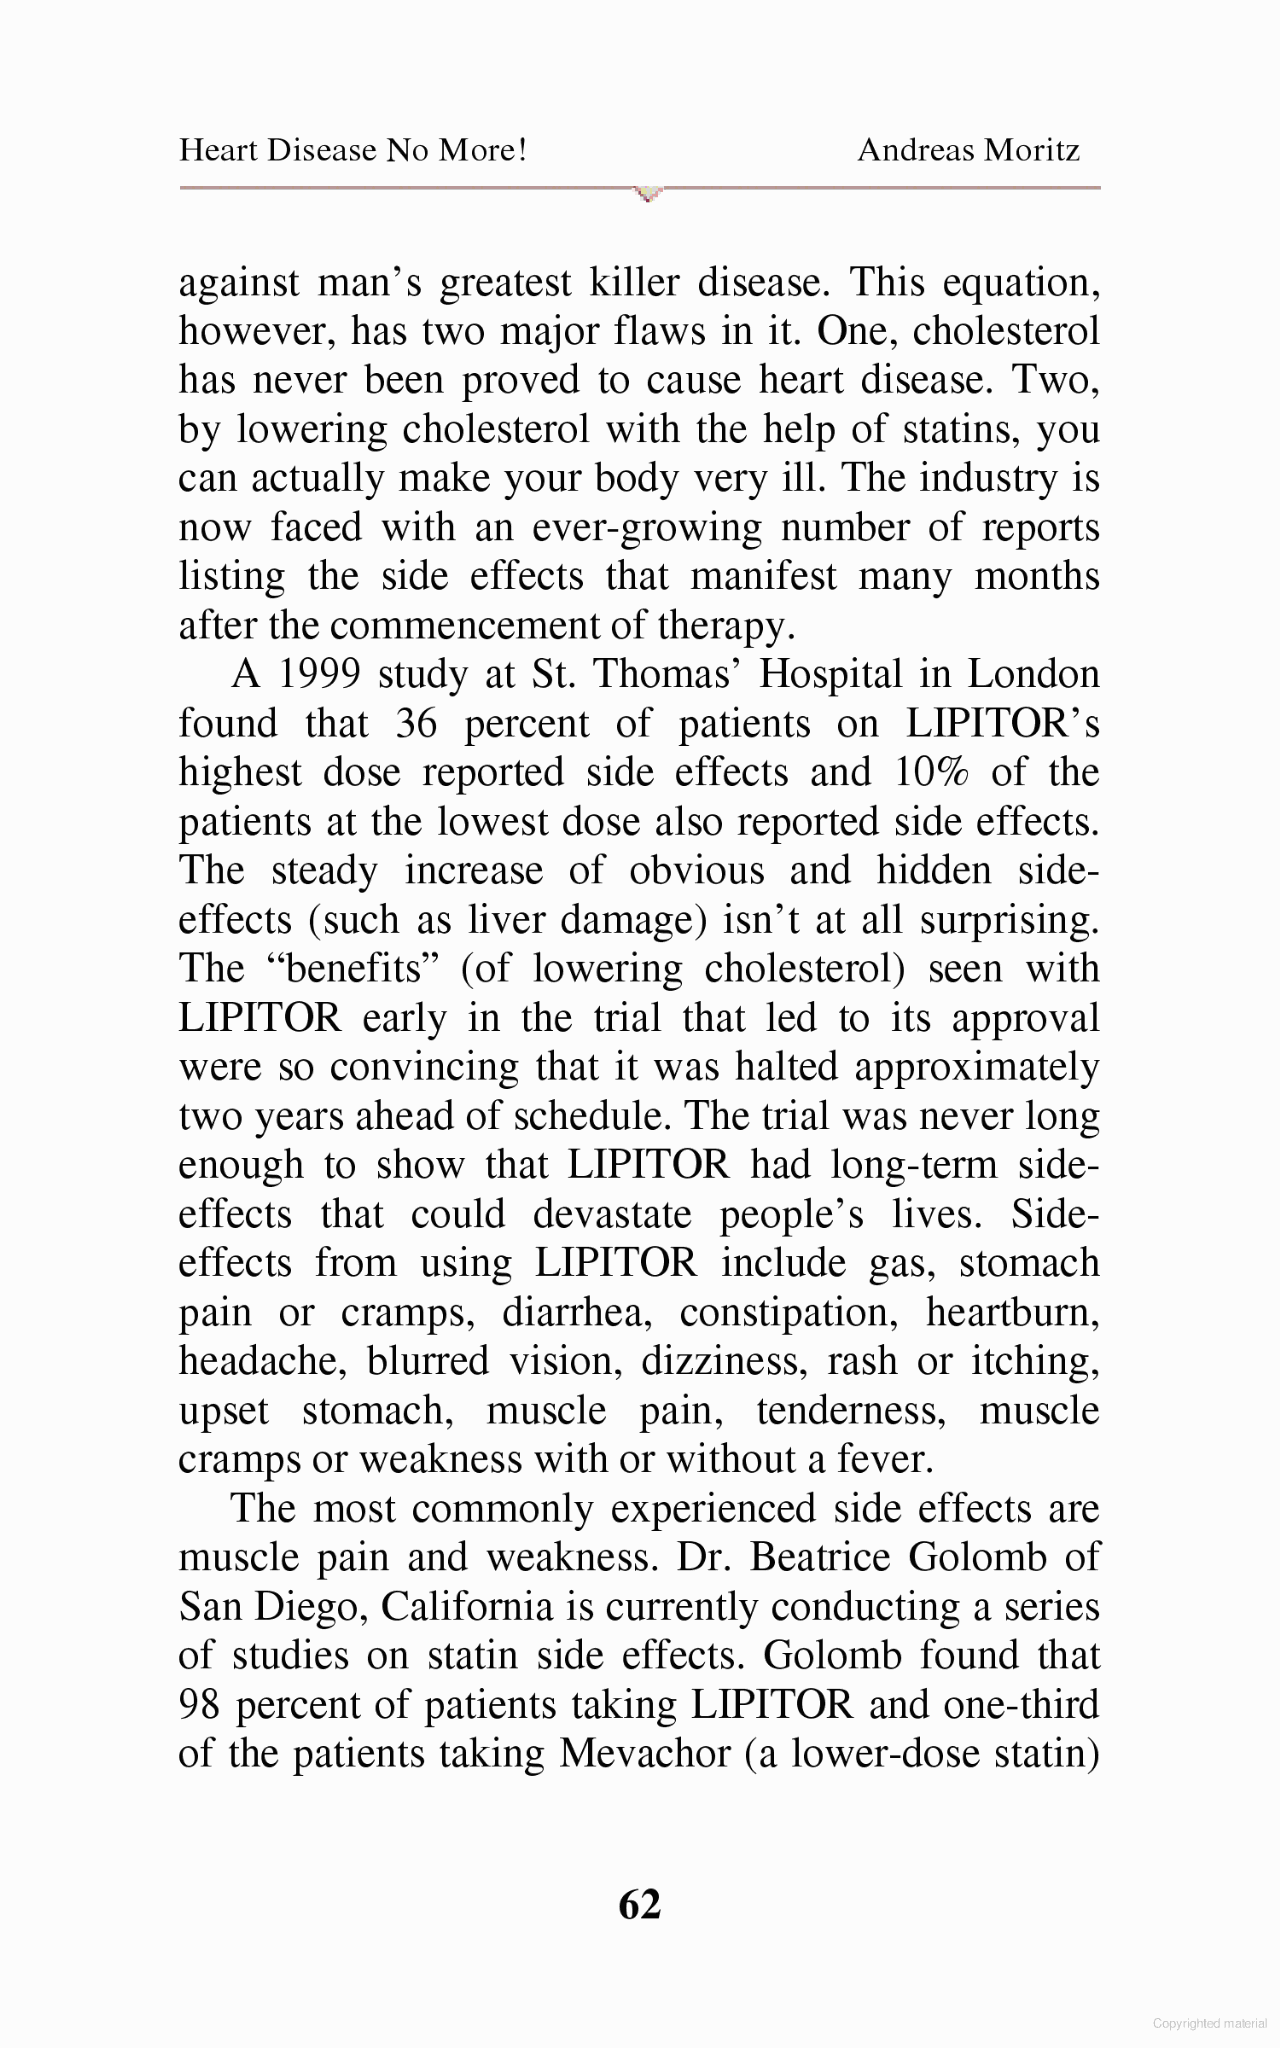 Heart Disease No More! Andreas Moritz
against man’s greatest killer disease. This equation,
however, has two major flaws in it. One, cholesterol
has never been proved to cause heart disease. Two,
by lowering cholesterol with the help of statins, you
can actually make your body very ill. The industry is
now faced with an ever-growing number of reports
listing the side effects that manifest many months
after the commencement of therapy.
A 1999 study at St. Thomas’ Hospital in London
found that 36 percent of patients on LIPITOR’s
highest dose reported side effects and 10% of the
patients at the lowest dose also reported side effects.
The steady increase of obvious and hidden side-
effects (such as liver damage) isn’t at all surprising.
The “benefits” (of lowering cholesterol) seen with
LIPITOR early in the trial that led to its approval
were so convincing that it was halted approximately
two years ahead of schedule. The trial was never long
enough to show that LIPITOR had long-term side-
effects that could devastate people’s lives. Side-
effects from using LIPITOR include gas, stomach
pain or cramps, diarrhea, constipation, heartburn,
headache, blurred vision, dizziness, rash or itching,
upset stomach, muscle pain, tenderness, muscle
cramps or weakness with or without a fever.
The most commonly experienced side effects are
muscle pain and weakness. Dr. Beatrice Golomb of
San Diego, California is currently conducting a series
of studies on statin side effects. Golomb found that
98 percent of patients taking LIPITOR and one-third
of the patients taking Mevachor (a lower-dose statin)
62
Copyrighted material